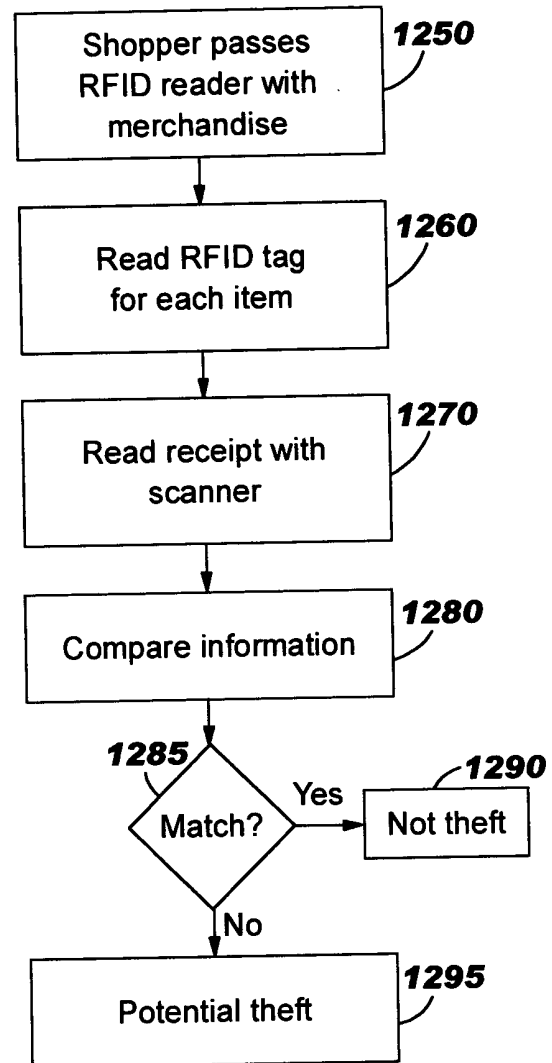 Shopper passes
RFID reader with
merchandise
1250
Read RFID tag
for each item
1260
Read receipt with
scanner
1270
Compare information
1280
1285
Match?
Yes
1290
Not theft
No
Potential theft
1295